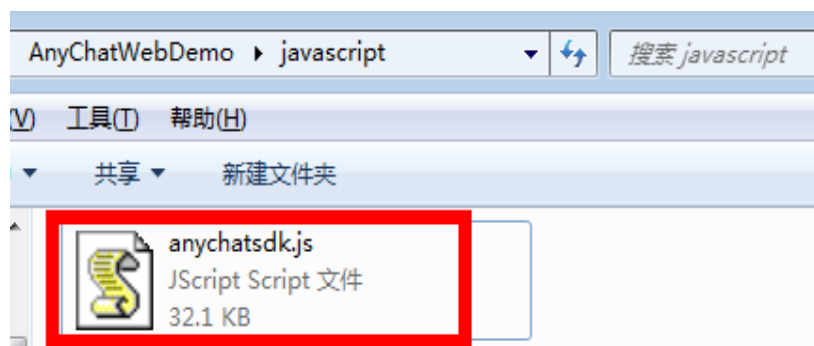 AnyChatWebDemo javascript 搜索 javascript
(V) 工具(T) 帮助(H)
共享 新建文件夹
anychatsdk.js
JScript Script 文件
32.1 KB